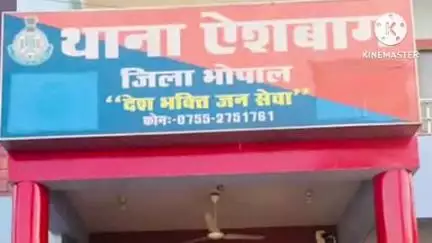 थाना ऐशबाग
जिला भोपाल
"देश भक्ति जन सेवा"
फोन:-0755-2751761
KINEMASTER